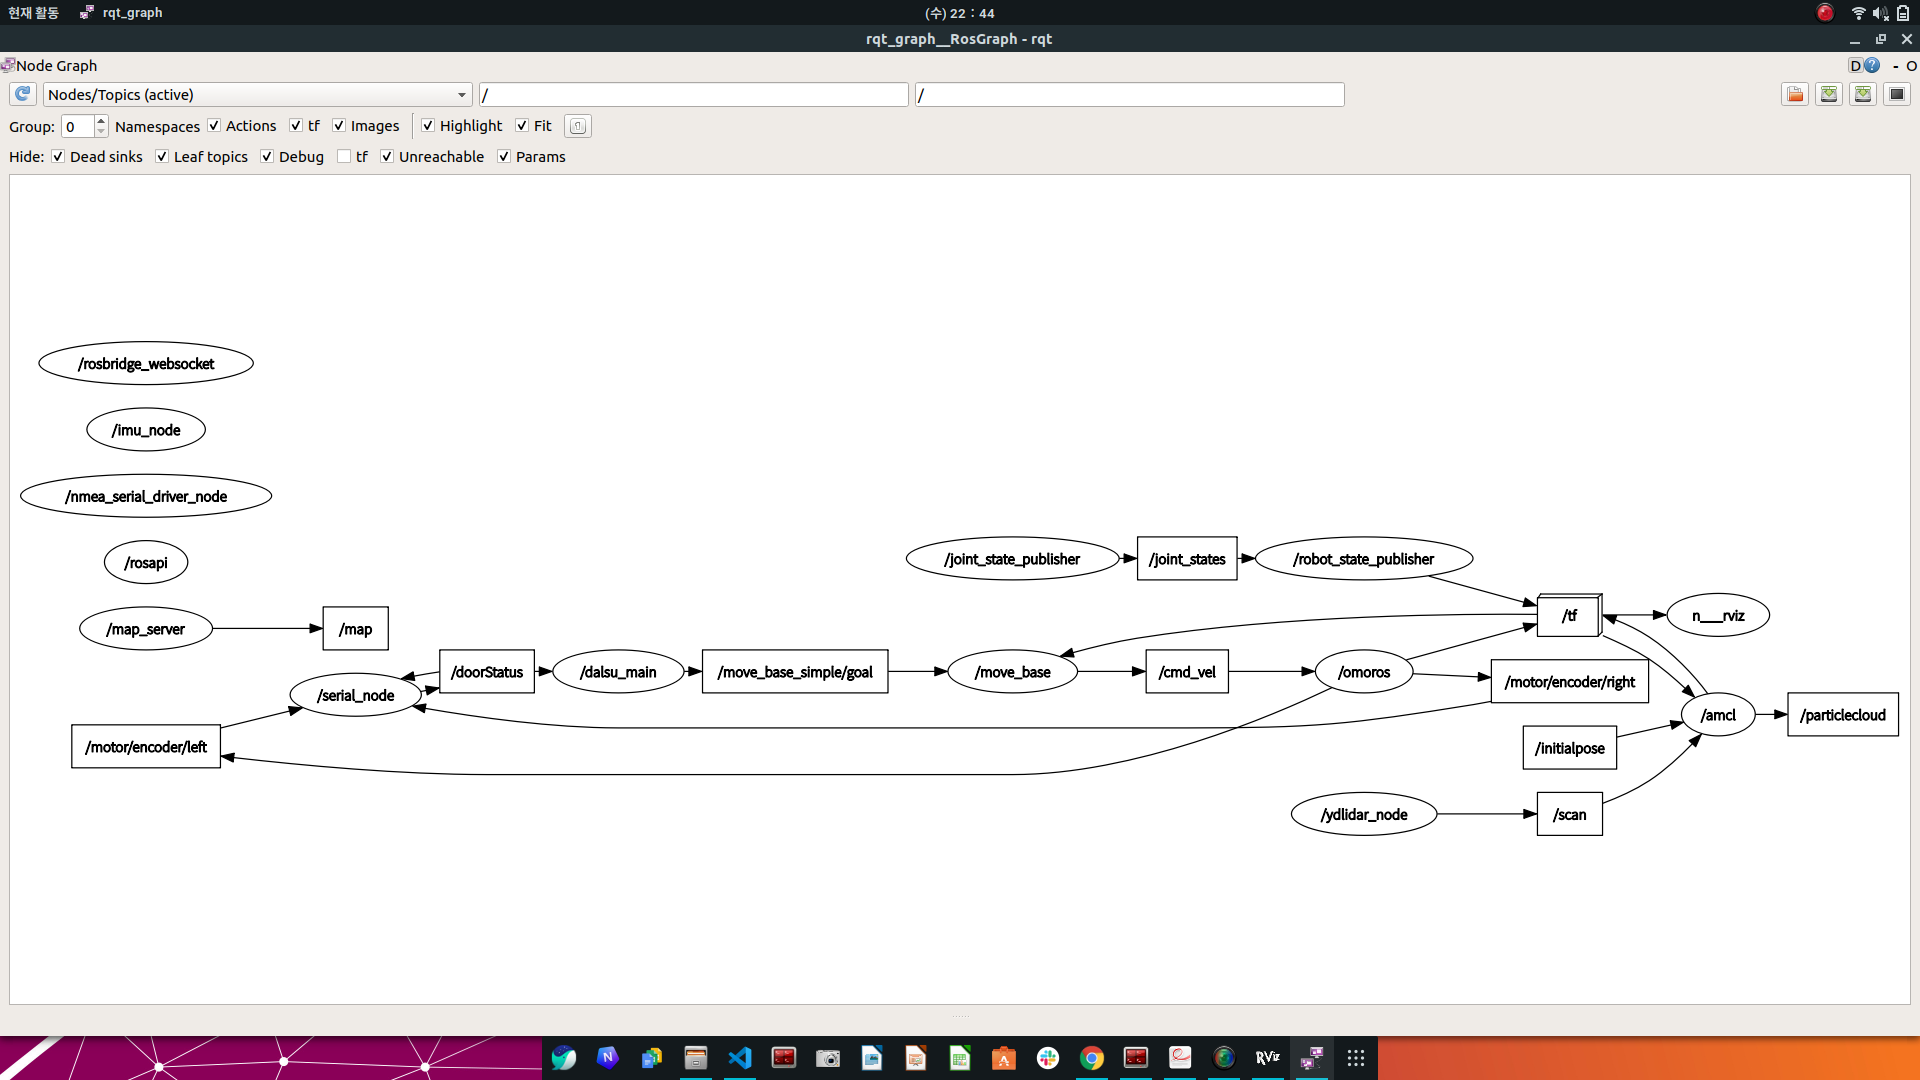 현재 활동 rqt_graph (수) 22：44
rqt_graph__RosGraph - rqt
Node Graph D ? - O
Nodes/Topics (active) / /
Group: 0 Namespaces Actions tf Images Highlight Fit
Hide: Dead sinks Leaf topics Debug tf Unreachable Params
/rosbridge_websocket
/imu_node
/nmea_serial_driver_node
/rosapi
/joint_state_publisher /joint_states /robot_state_publisher
/map_server /map /tf n___rviz
/doorStatus /dalsu_main /move_base_simple/goal /move_base /cmd_vel /omoros /motor/encoder/right
/serial_node
/amcl /particlecloud
/motor/encoder/left /initialpose
/ydlidar_node /scan
N RViz